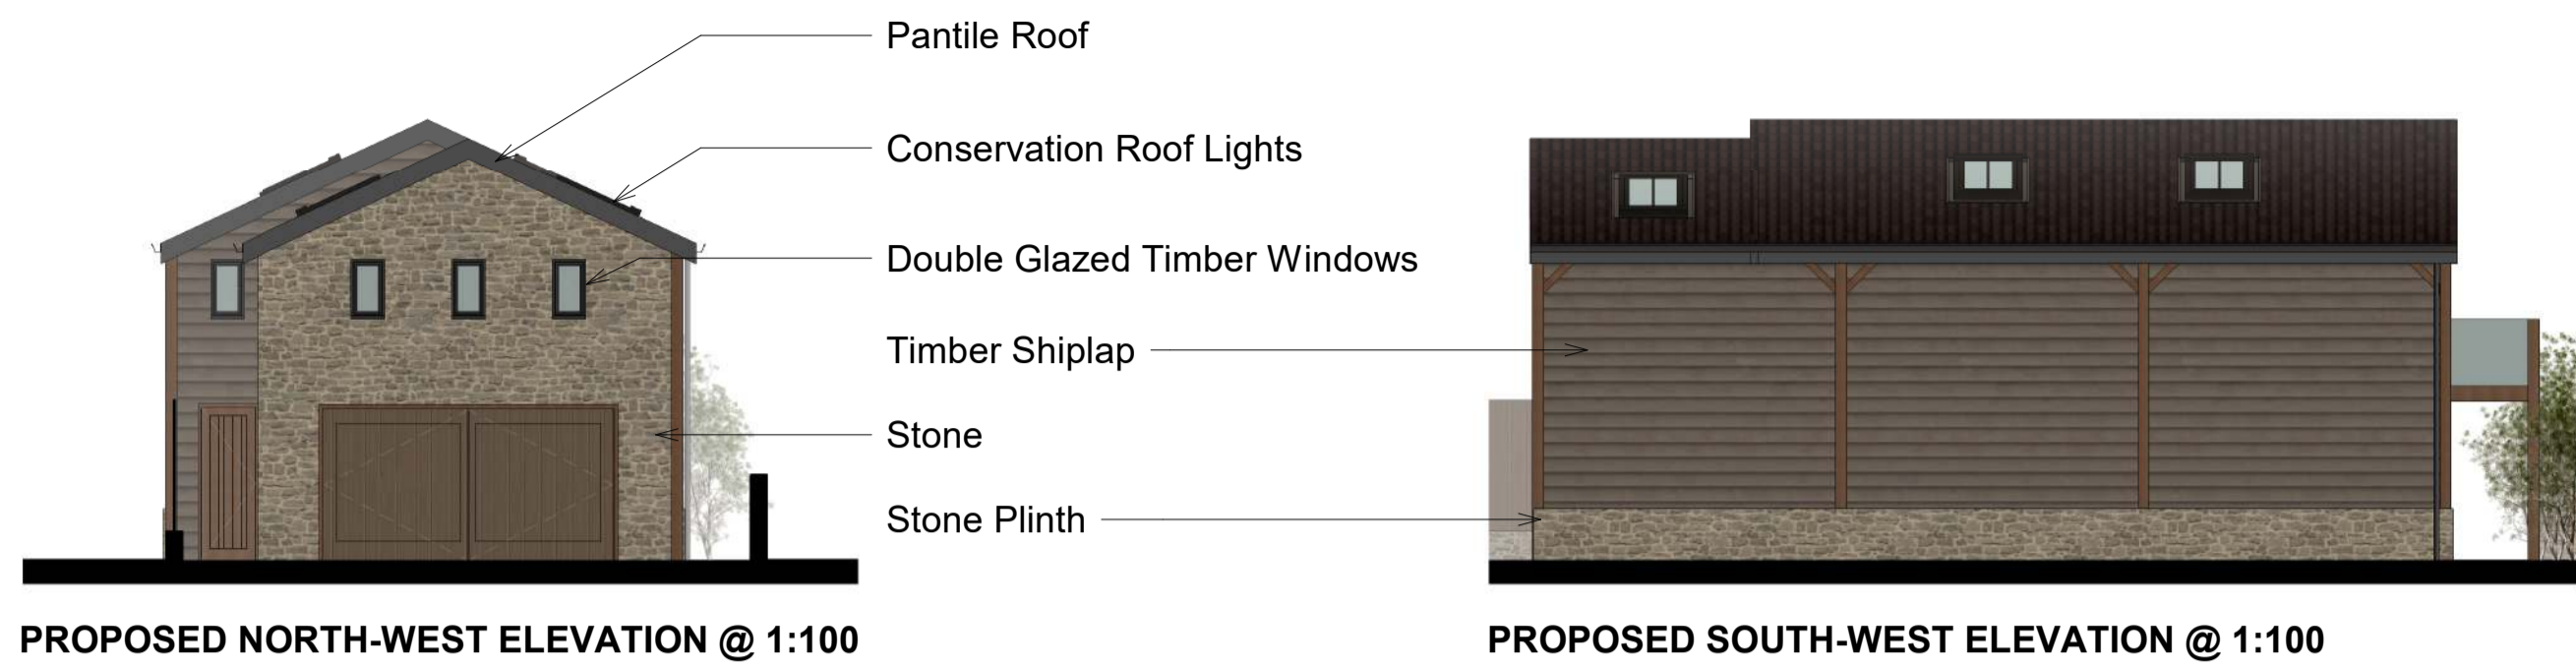 Pantile Roof
Conservation Roof Lights
Double Glazed Timber Windows
Timber Shiplap
Stone
Stone Plinth
PROPOSED NORTH-WEST ELEVATION @ 1:100
PROPOSED SOUTH-WEST ELEVATION @ 1:100